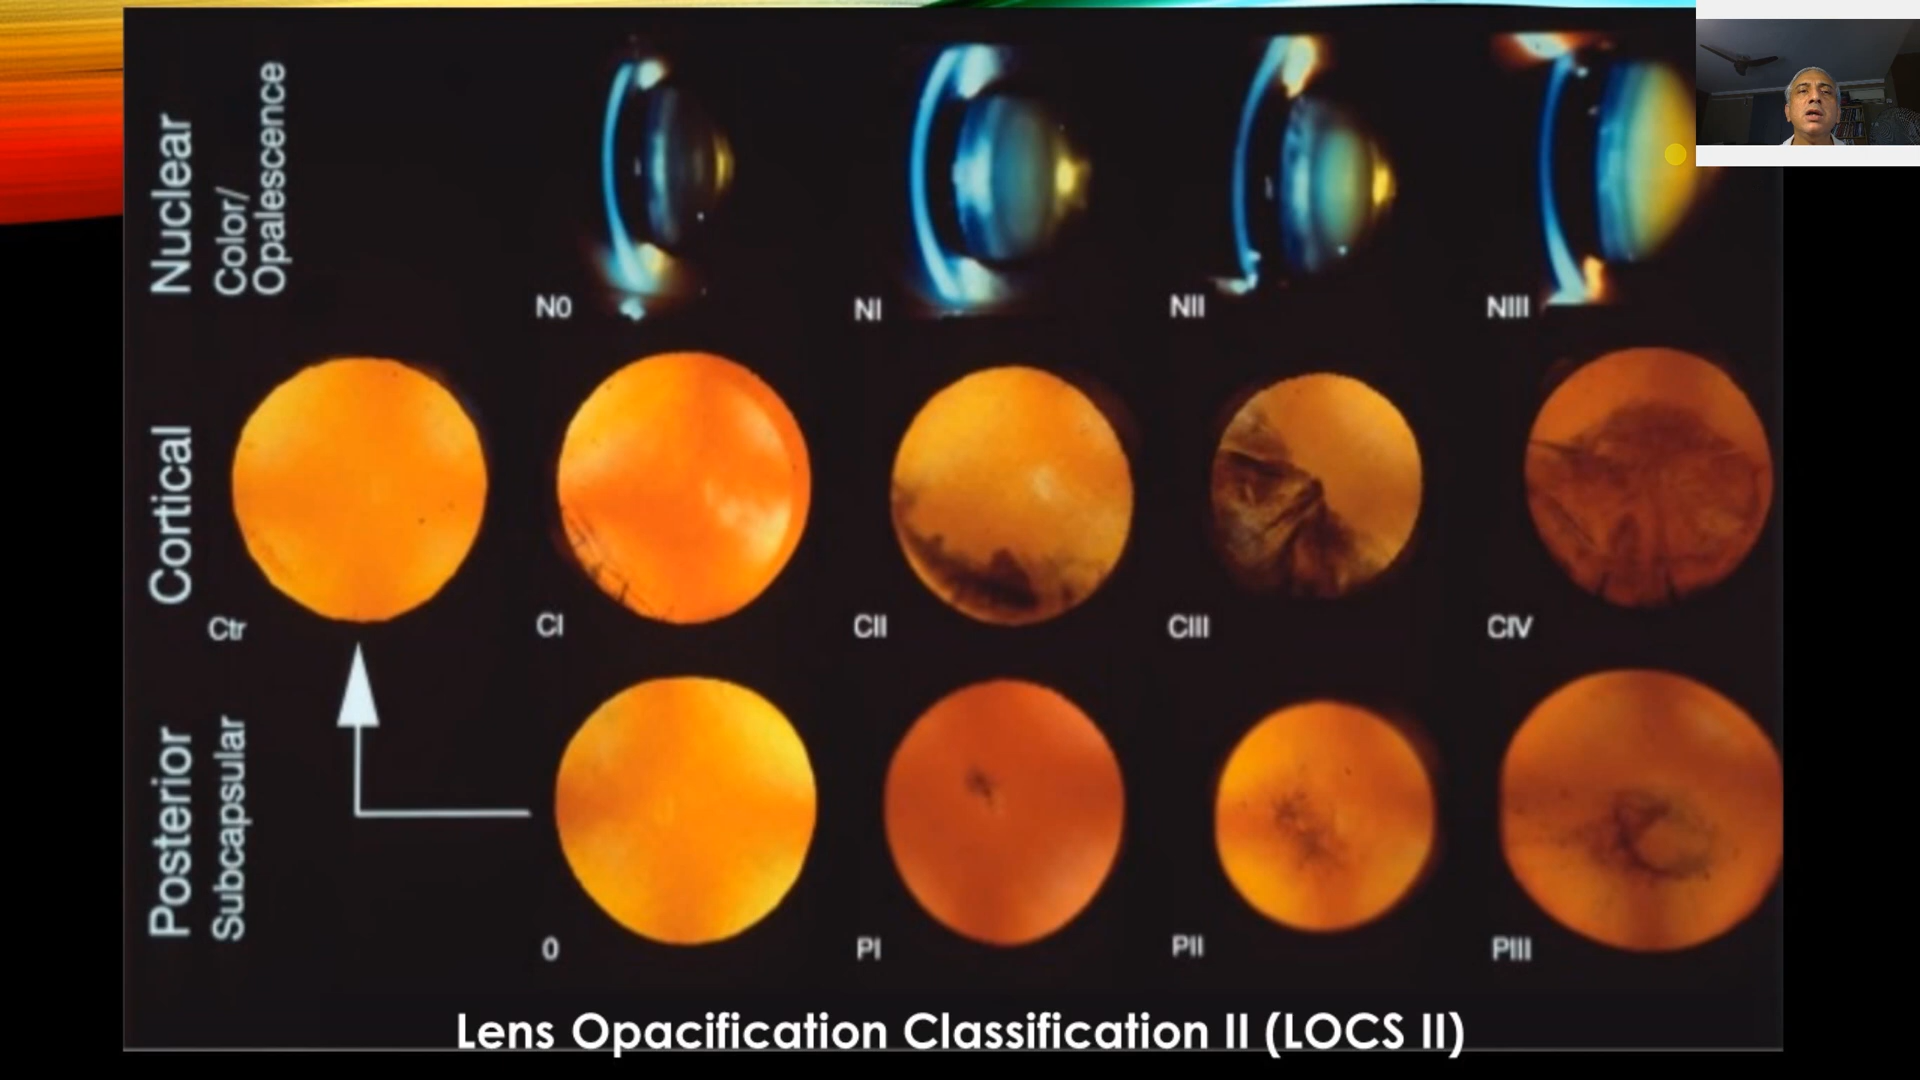 Nuclear
Color/
Opalescence
N0
NI
NII
NIII
Cortical
Ctr
CI
CII
CIII
CIV
Posterior
Subcapsular
0
PI
PII
PIII
Lens Opacification Classification II (LOCS II)